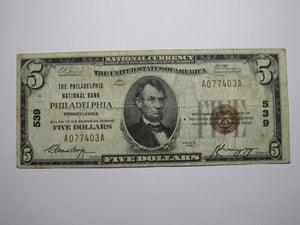 NATIONAL CURRENCY
THE UNITED STATES OF AMERICA
5
5
THE PHILADELPHIA
NATIONAL BANK
PHILADELPHIA
PENNSYLVANIA
WILL PAY TO THE BEARER ON DEMAND
FIVE DOLLARS
A077403A
A077403A
539
539
FIVE
5
5
FIVE DOLLARS